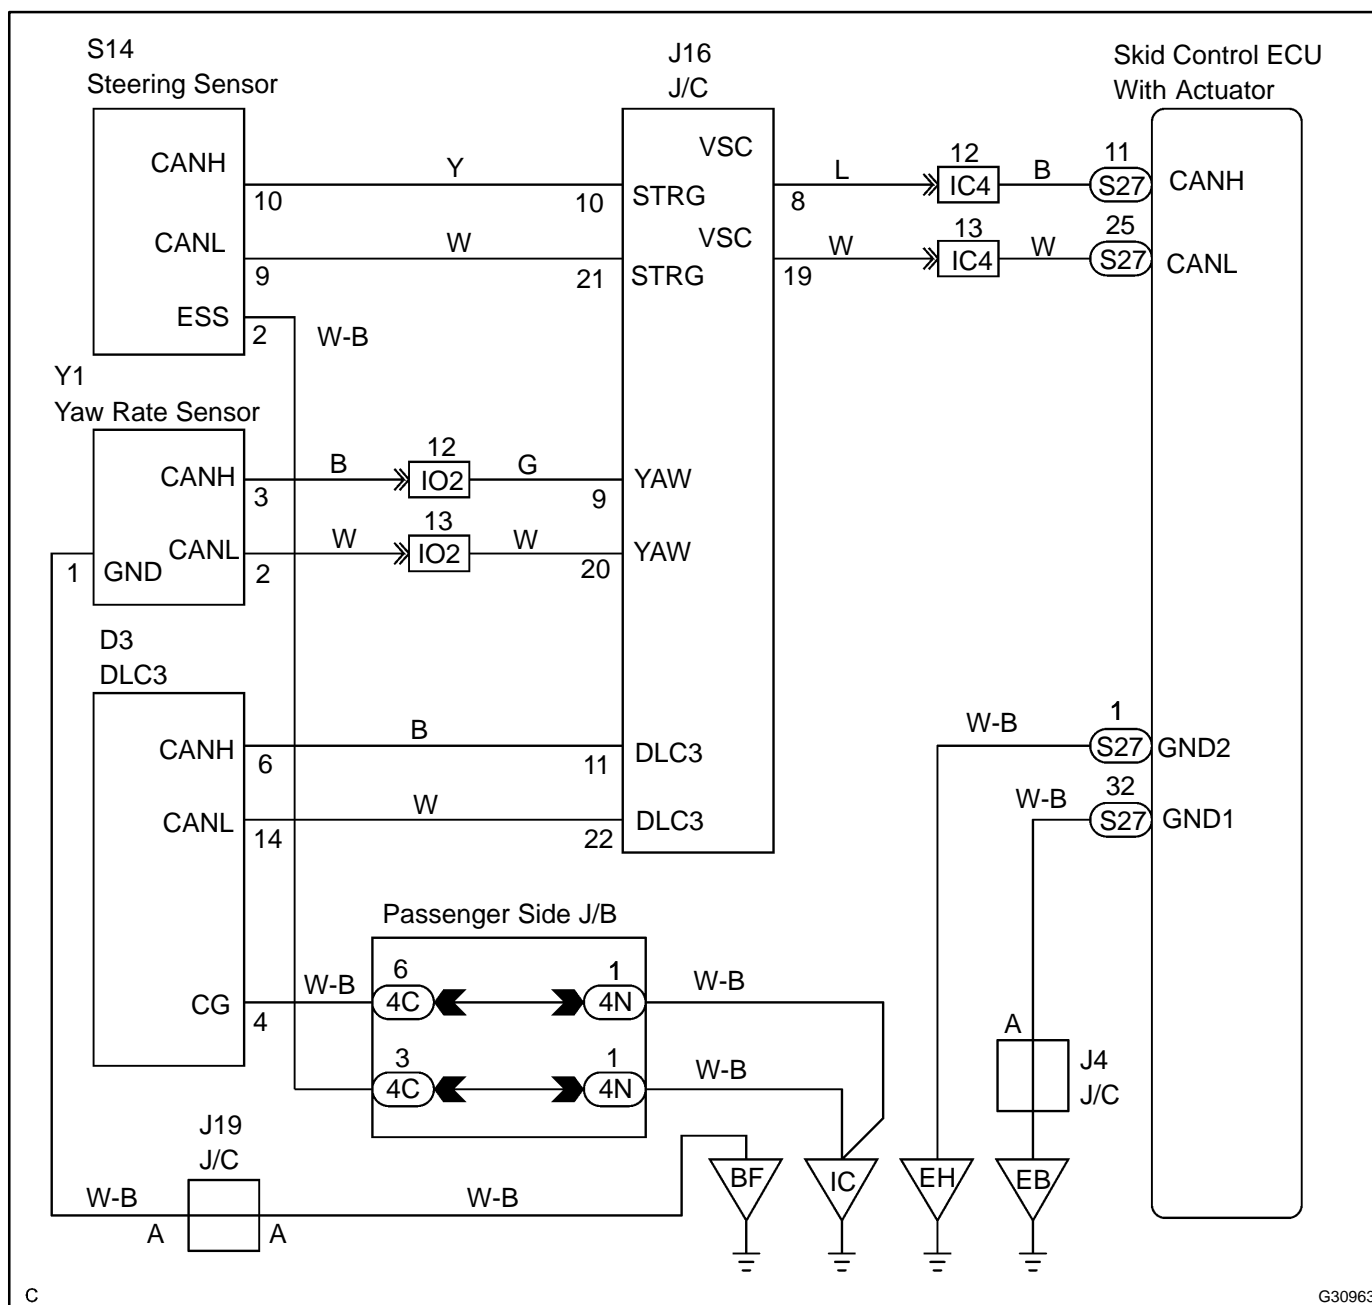 S14
Steering Sensor
J16
J/C
Skid Control ECU
With Actuator
CANH
10
Y
10
STRG
VSC
8
L
12
IC4
B
11
S27
CANH
CANL
9
W
21
STRG
VSC
19
W
13
IC4
W
25
S27
CANL
ESS
2
W-B
Y1
Yaw Rate Sensor
CANH
3
B
12
IO2
G
9
YAW
CANL
2
W
13
IO2
W
20
YAW
1
GND
D3
DLC3
CANH
6
B
11
DLC3
CANL
14
W
22
DLC3
W-B
1
S27
GND2
W-B
32
S27
GND1
Passenger Side J/B
CG
4
W-B
6
4C
1
4N
W-B
3
4C
1
4N
W-B
A
J4
J/C
J19
J/C
W-B
A
A
W-B
BF
IC
EH
EB
C
G30963